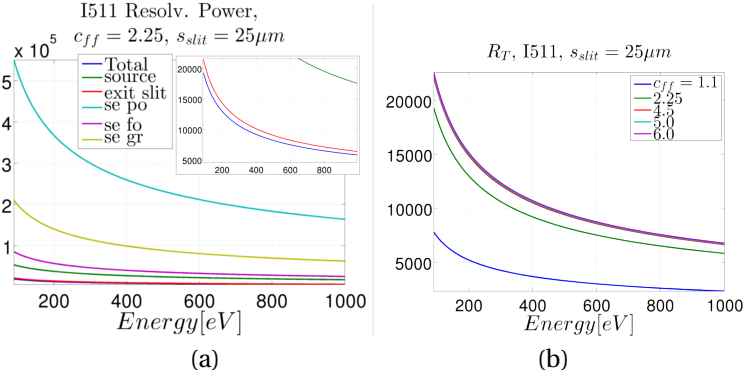 I511 Resolv. Power,
c_ff = 2.25, s_slit = 25μm
x 10^5
Total
source
exit slit
se po
se fo
se gr
20000
15000
10000
5000
200 400 600 800
5
4
3
2
1
200 400 600 800 1000
Energy[eV]
(a)
R_T, I511, s_slit = 25μm
c_ff = 1.1
2.25
4.5
5.0
6.0
20000
15000
10000
5000
200 400 600 800 1000
Energy[eV]
(b)